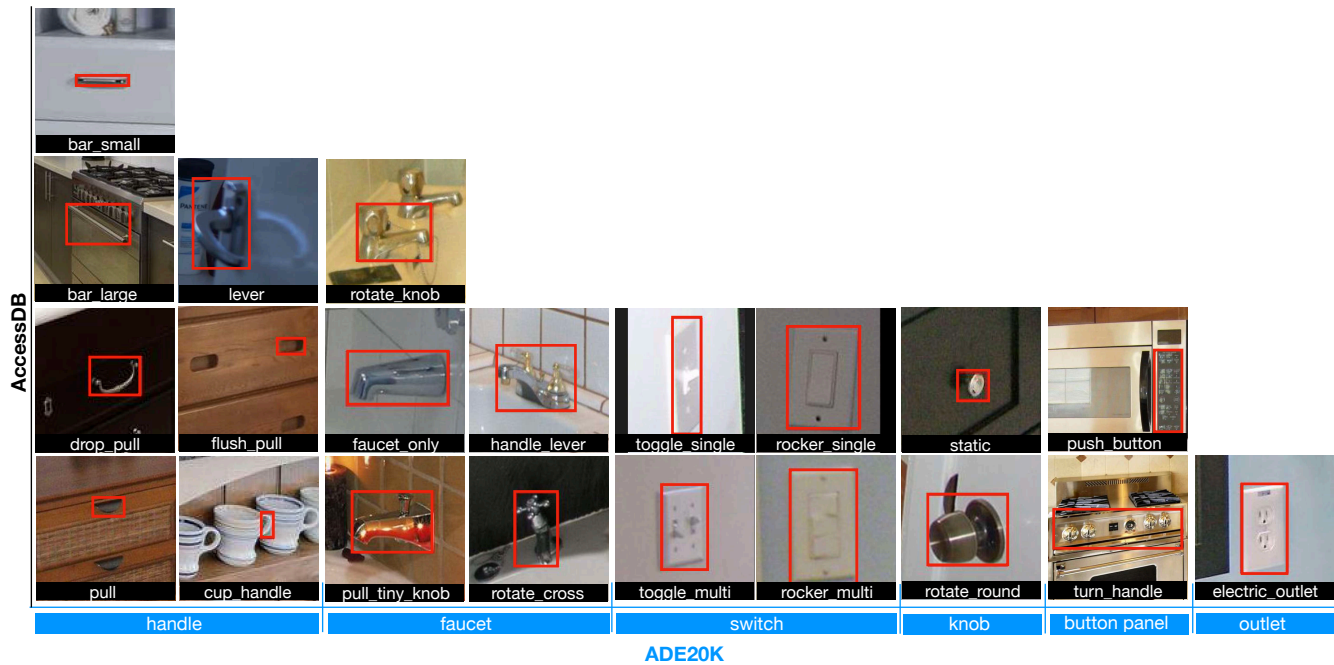 bar_small
bar_large
lever
rotate_knob
AccessDB
drop_pull
flush_pull
faucet_only
handle_lever
toggle_single
rocker_single
static
push_button
pull
cup_handle
pull_tiny_knob
rotate_cross
toggle_multi
rocker_multi
rotate_round
turn_handle
electric_outlet
handle
faucet
switch
knob
button panel
outlet
ADE20K